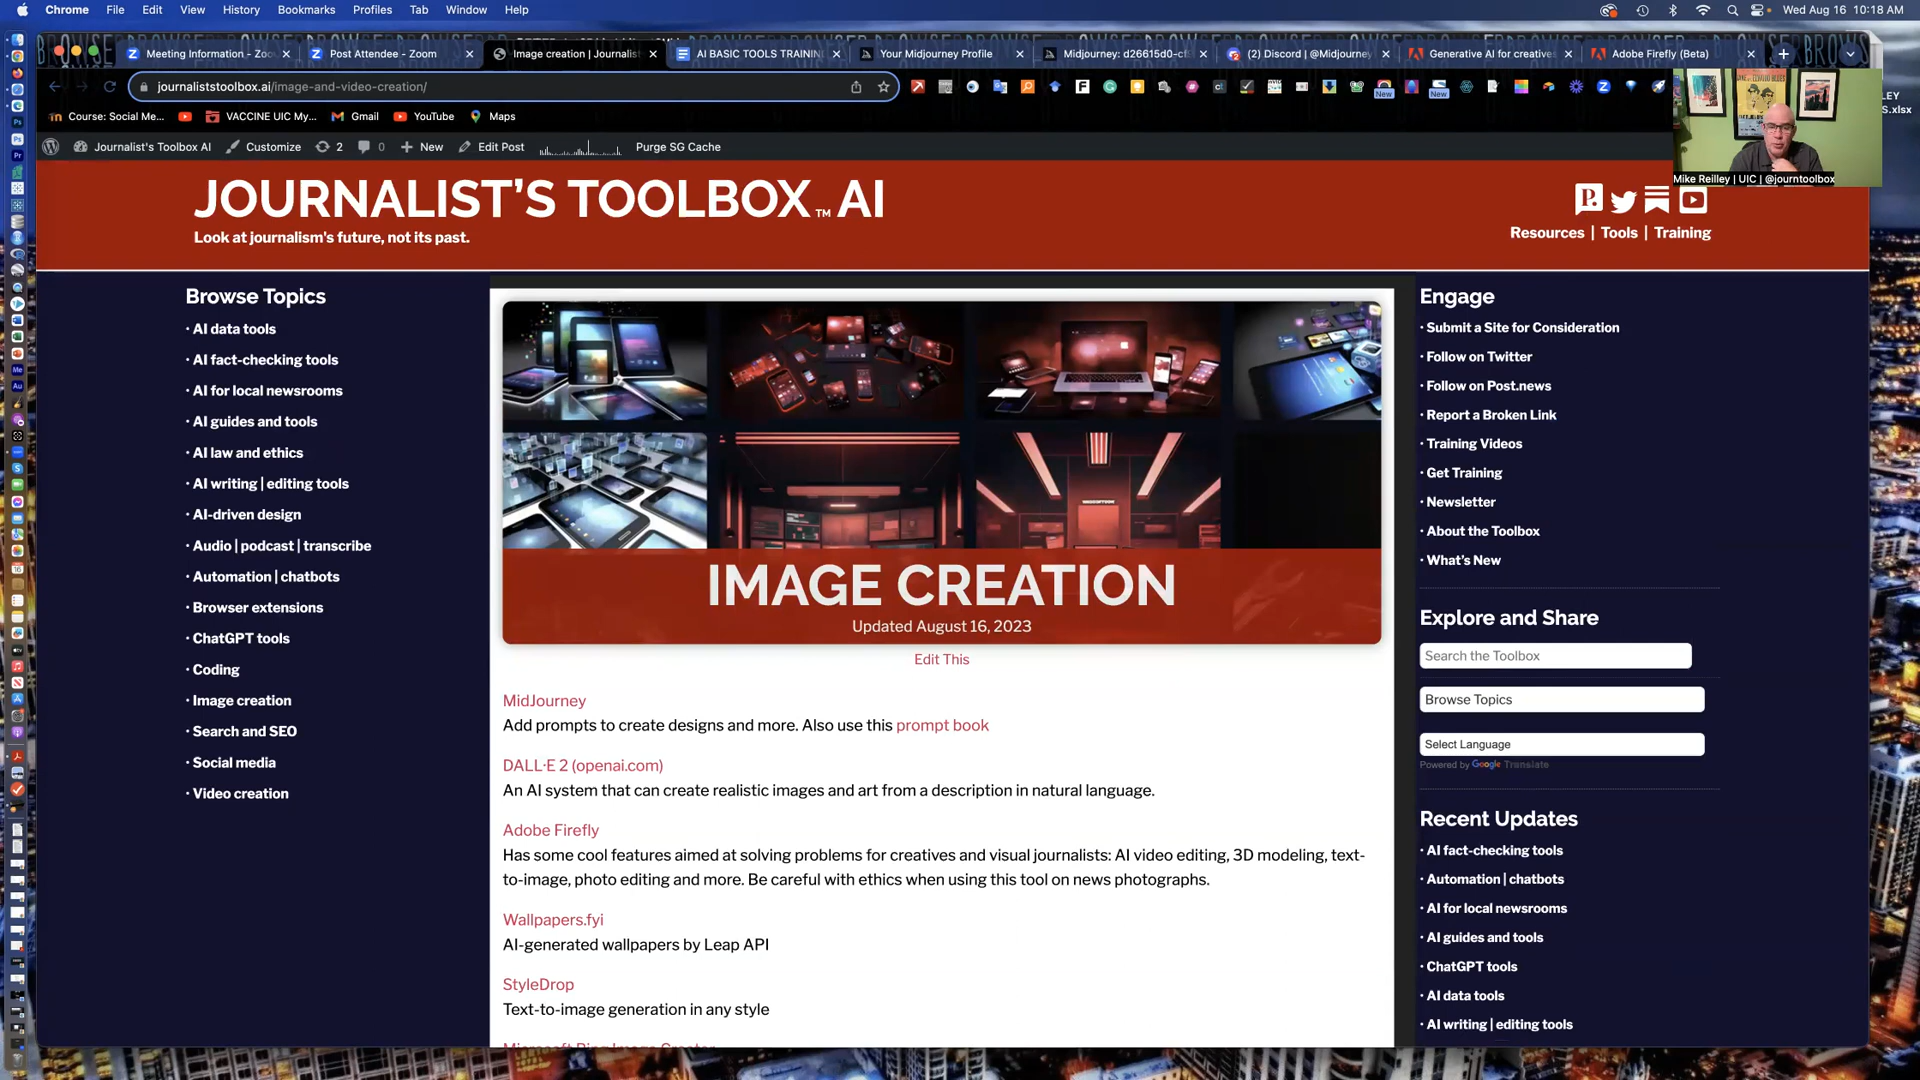 Chrome File Edit View History Bookmarks Profiles Tab Window Help
Wed Aug 16 10:18 AM
Meeting Information - Zoo
Post Attendee - Zoom
Image creation | Journalis
AI BASIC TOOLS TRAININ
Your Midjourney Profile
Midjourney: d26615d0-cf
(2) Discord | @Midjourney
Generative AI for creatives
Adobe Firefly (Beta)
journaliststoolbox.ai/image-and-video-creation/
New
New
Course: Social Me...
VACCINE UIC My...
Gmail
YouTube
Maps
S.xlsx
Journalist's Toolbox AI
Customize
2
0
New
Edit Post
Purge SG Cache
Mike Reilley | UIC | @journtoolbox
JOURNALIST'S TOOLBOX™ AI
Look at journalism's future, not its past.
Resources | Tools | Training
Browse Topics
• AI data tools
• AI fact-checking tools
• AI for local newsrooms
• AI guides and tools
• AI law and ethics
• AI writing | editing tools
• AI-driven design
• Audio | podcast | transcribe
• Automation | chatbots
• Browser extensions
• ChatGPT tools
• Coding
• Image creation
• Search and SEO
• Social media
• Video creation
IMAGE CREATION
Updated August 16, 2023
Edit This
MidJourney
Add prompts to create designs and more. Also use this prompt book
DALL·E 2 (openai.com)
An AI system that can create realistic images and art from a description in natural language.
Adobe Firefly
Has some cool features aimed at solving problems for creatives and visual journalists: AI video editing, 3D modeling, text-
to-image, photo editing and more. Be careful with ethics when using this tool on news photographs.
Wallpapers.fyi
AI-generated wallpapers by Leap API
StyleDrop
Text-to-image generation in any style
Microsoft Bing Image Creator
Engage
• Submit a Site for Consideration
• Follow on Twitter
• Follow on Post.news
• Report a Broken Link
• Training Videos
• Get Training
• Newsletter
• About the Toolbox
• What's New
Explore and Share
Search the Toolbox
Browse Topics
Select Language
Powered by Google Translate
Recent Updates
• AI fact-checking tools
• Automation | chatbots
• AI for local newsrooms
• AI guides and tools
• ChatGPT tools
• AI data tools
• AI writing | editing tools